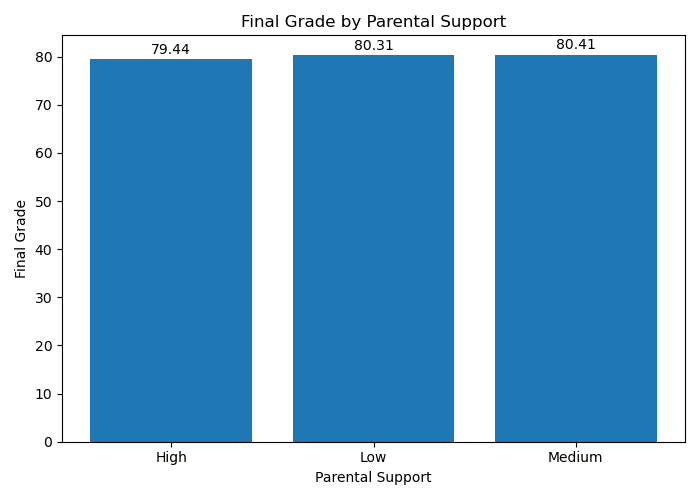 Final Grade by Parental Support
79.44
80.31
80.41
80
70
60
50
40
30
20
10
0
Final Grade
High
Low
Medium
Parental Support